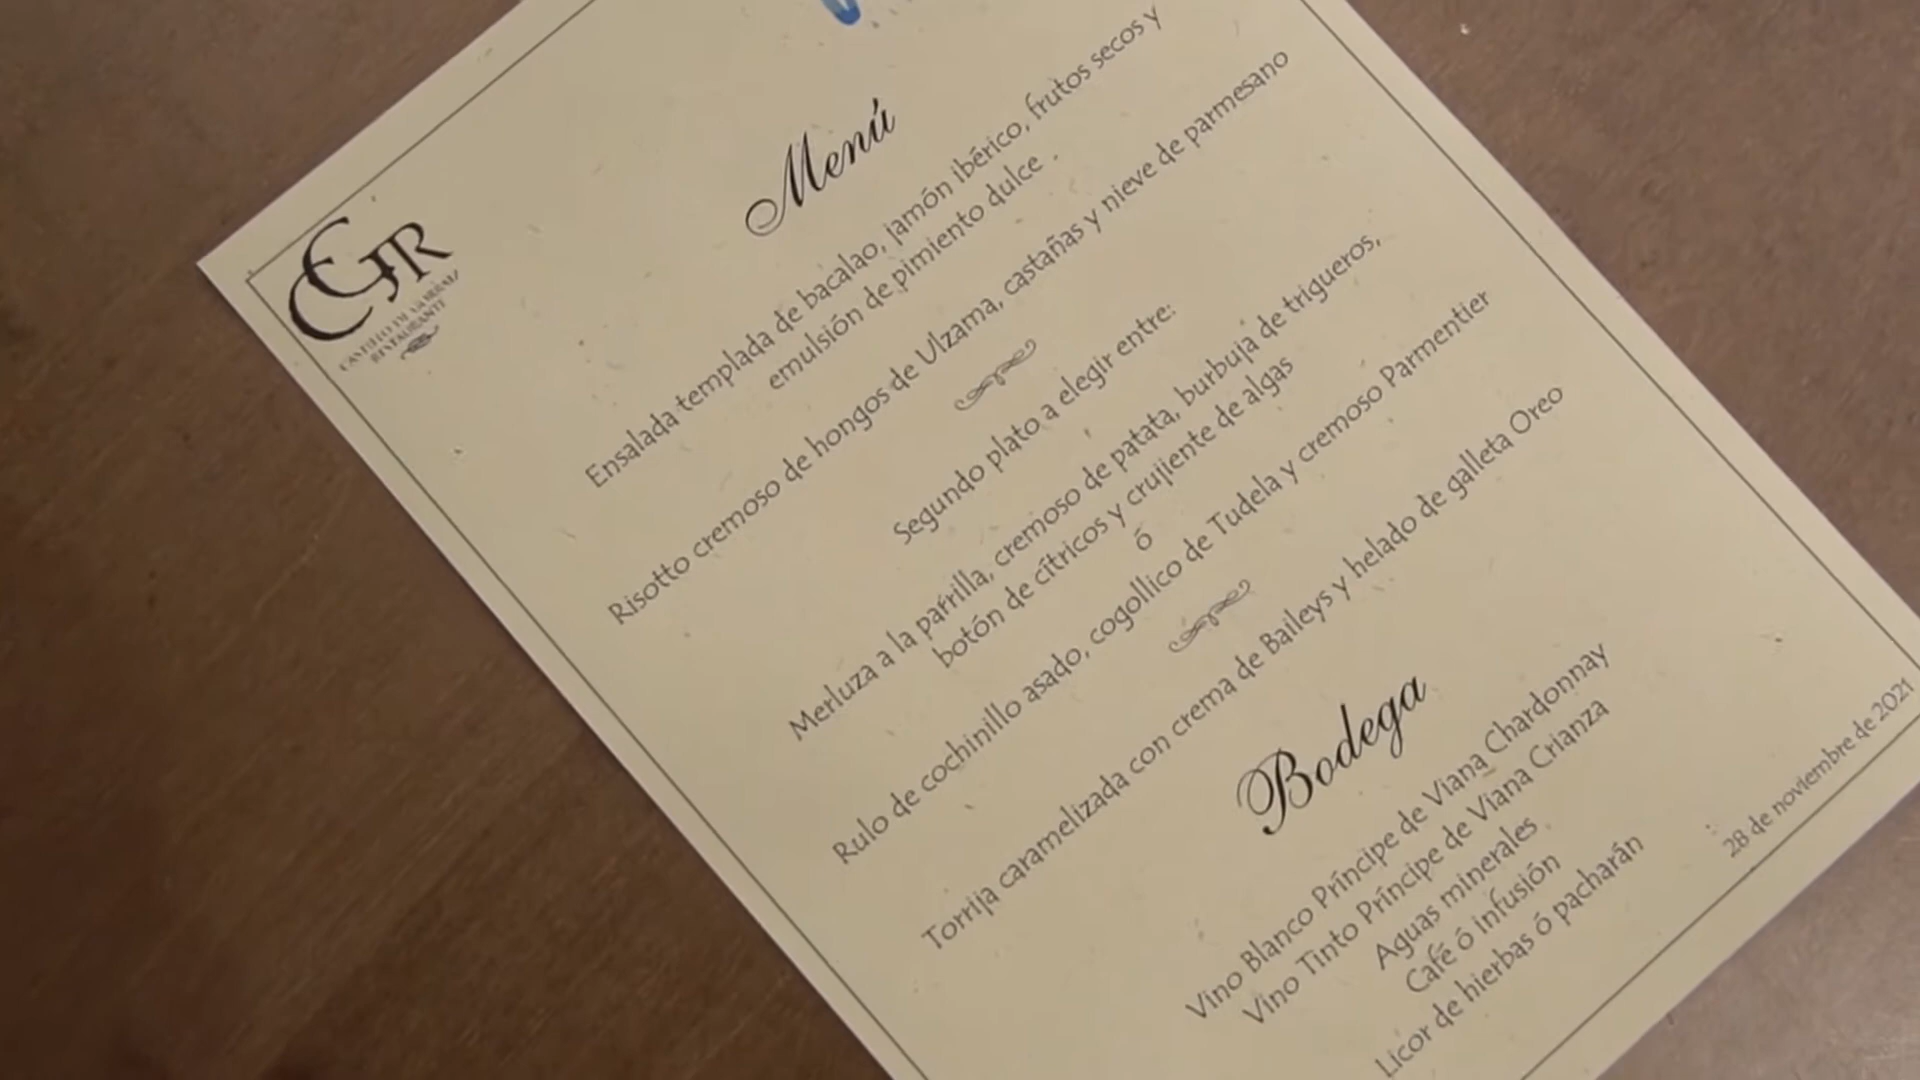 Menú
Ensalada templada de bacalao, jamón ibérico, frutos secos y
emulsión de pimiento dulce .
Risotto cremoso de hongos de Ulzama, castañas y nieve de parmesano
Segundo plato a elegir entre:
Merluza a la parrilla, cremoso de patata, burbuja de trigueros,
botón de cítricos y crujiente de algas
ó
Rulo de cochinillo asado, cogollico de Tudela y cremoso Parmentier
Torrija caramelizada con crema de Baileys y helado de galleta Oreo
Bodega
Vino Blanco Príncipe de Viana Chardonnay
Vino Tinto Príncipe de Viana Crianza
Aguas minerales
Café ó infusión
Licor de hierbas ó pacharán
28 de noviembre de 2021
CGR
RESTAURANTE